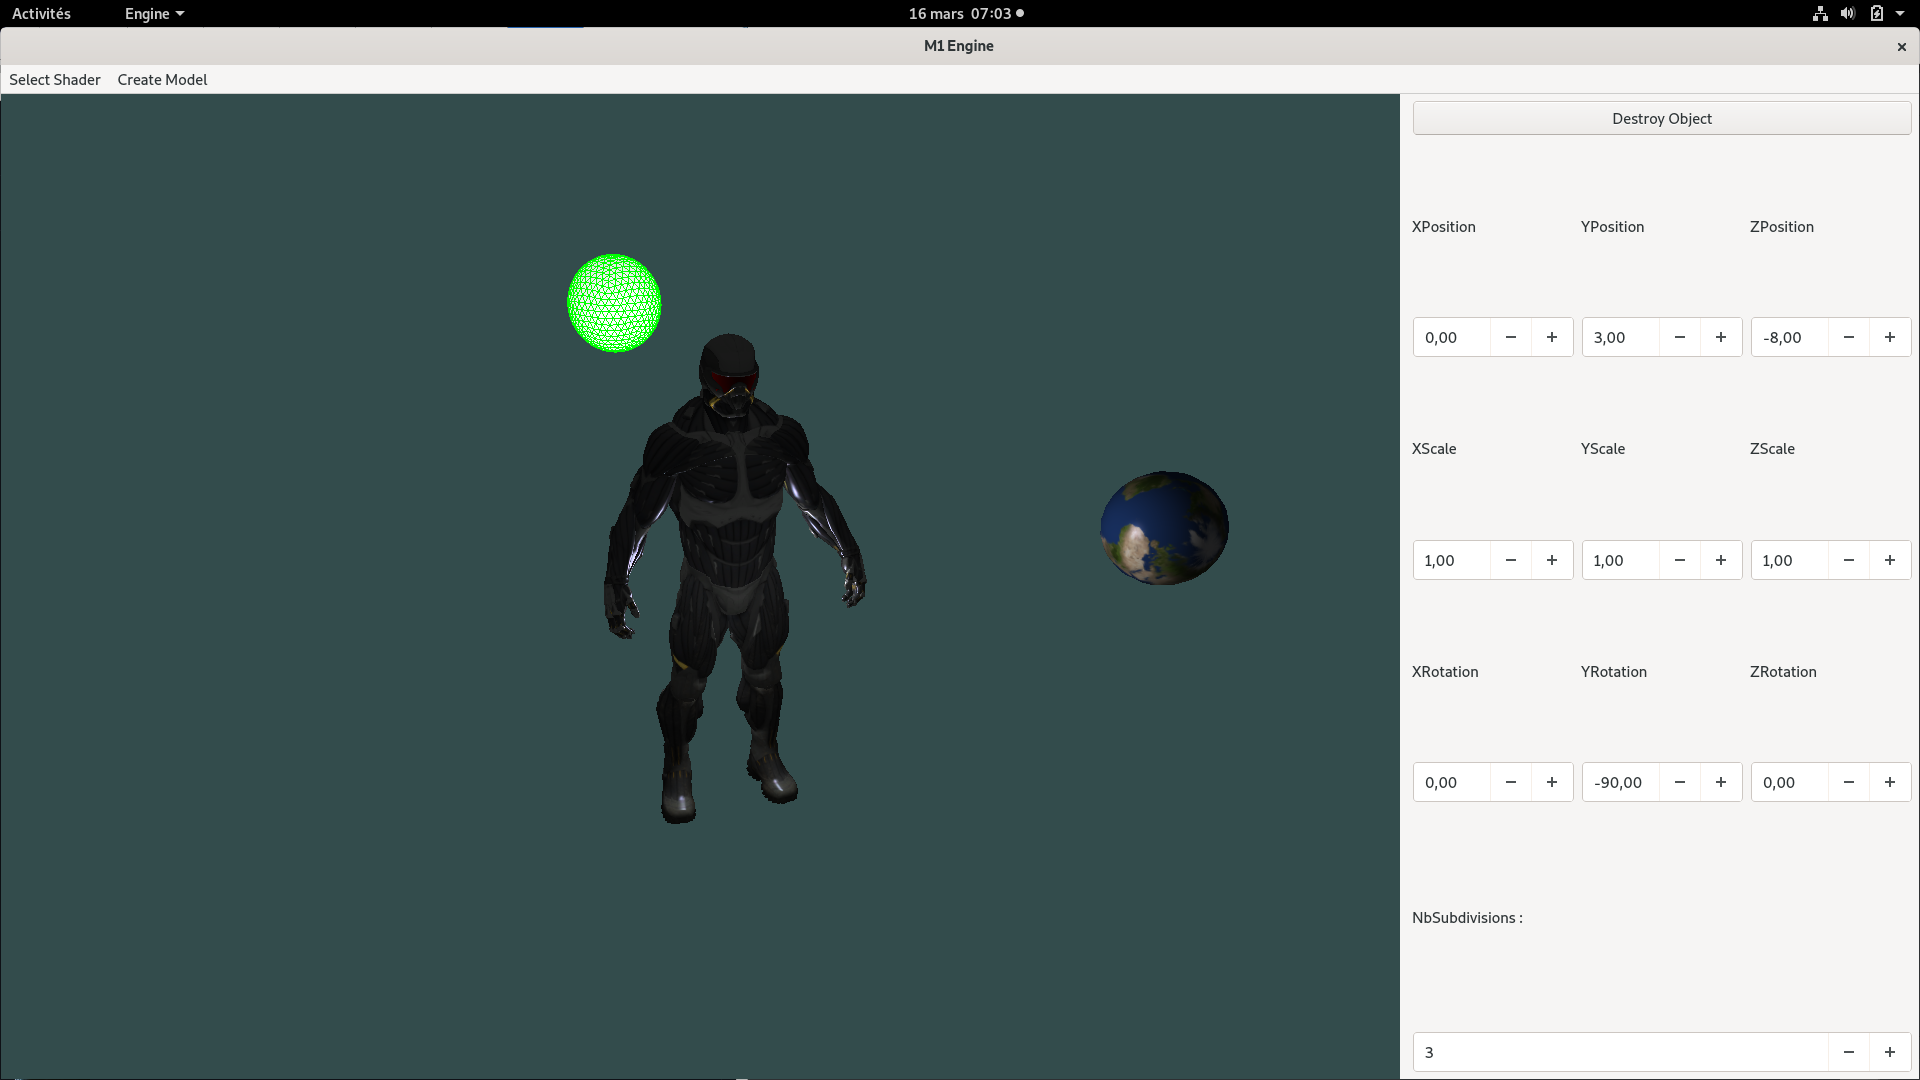 Activités Engine 16 mars 07:03
M1 Engine
Select Shader Create Model
Destroy Object
XPosition YPosition ZPosition
0,00 3,00 -8,00
XScale YScale ZScale
1,00 1,00 1,00
XRotation YRotation ZRotation
0,00 -90,00 0,00
NbSubdivisions :
3